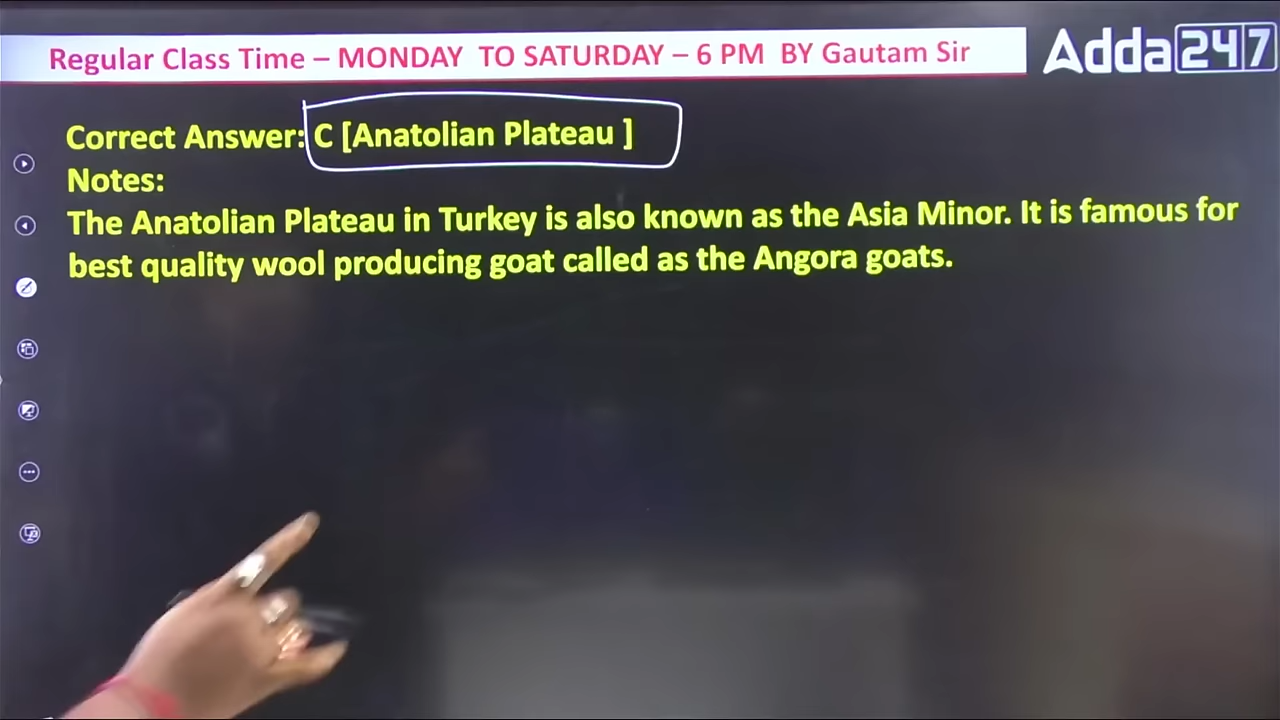 Regular Class Time – MONDAY TO SATURDAY – 6 PM BY Gautam Sir
Adda247
Correct Answer: C [Anatolian Plateau ]
Notes:
The Anatolian Plateau in Turkey is also known as the Asia Minor. It is famous for
best quality wool producing goat called as the Angora goats.